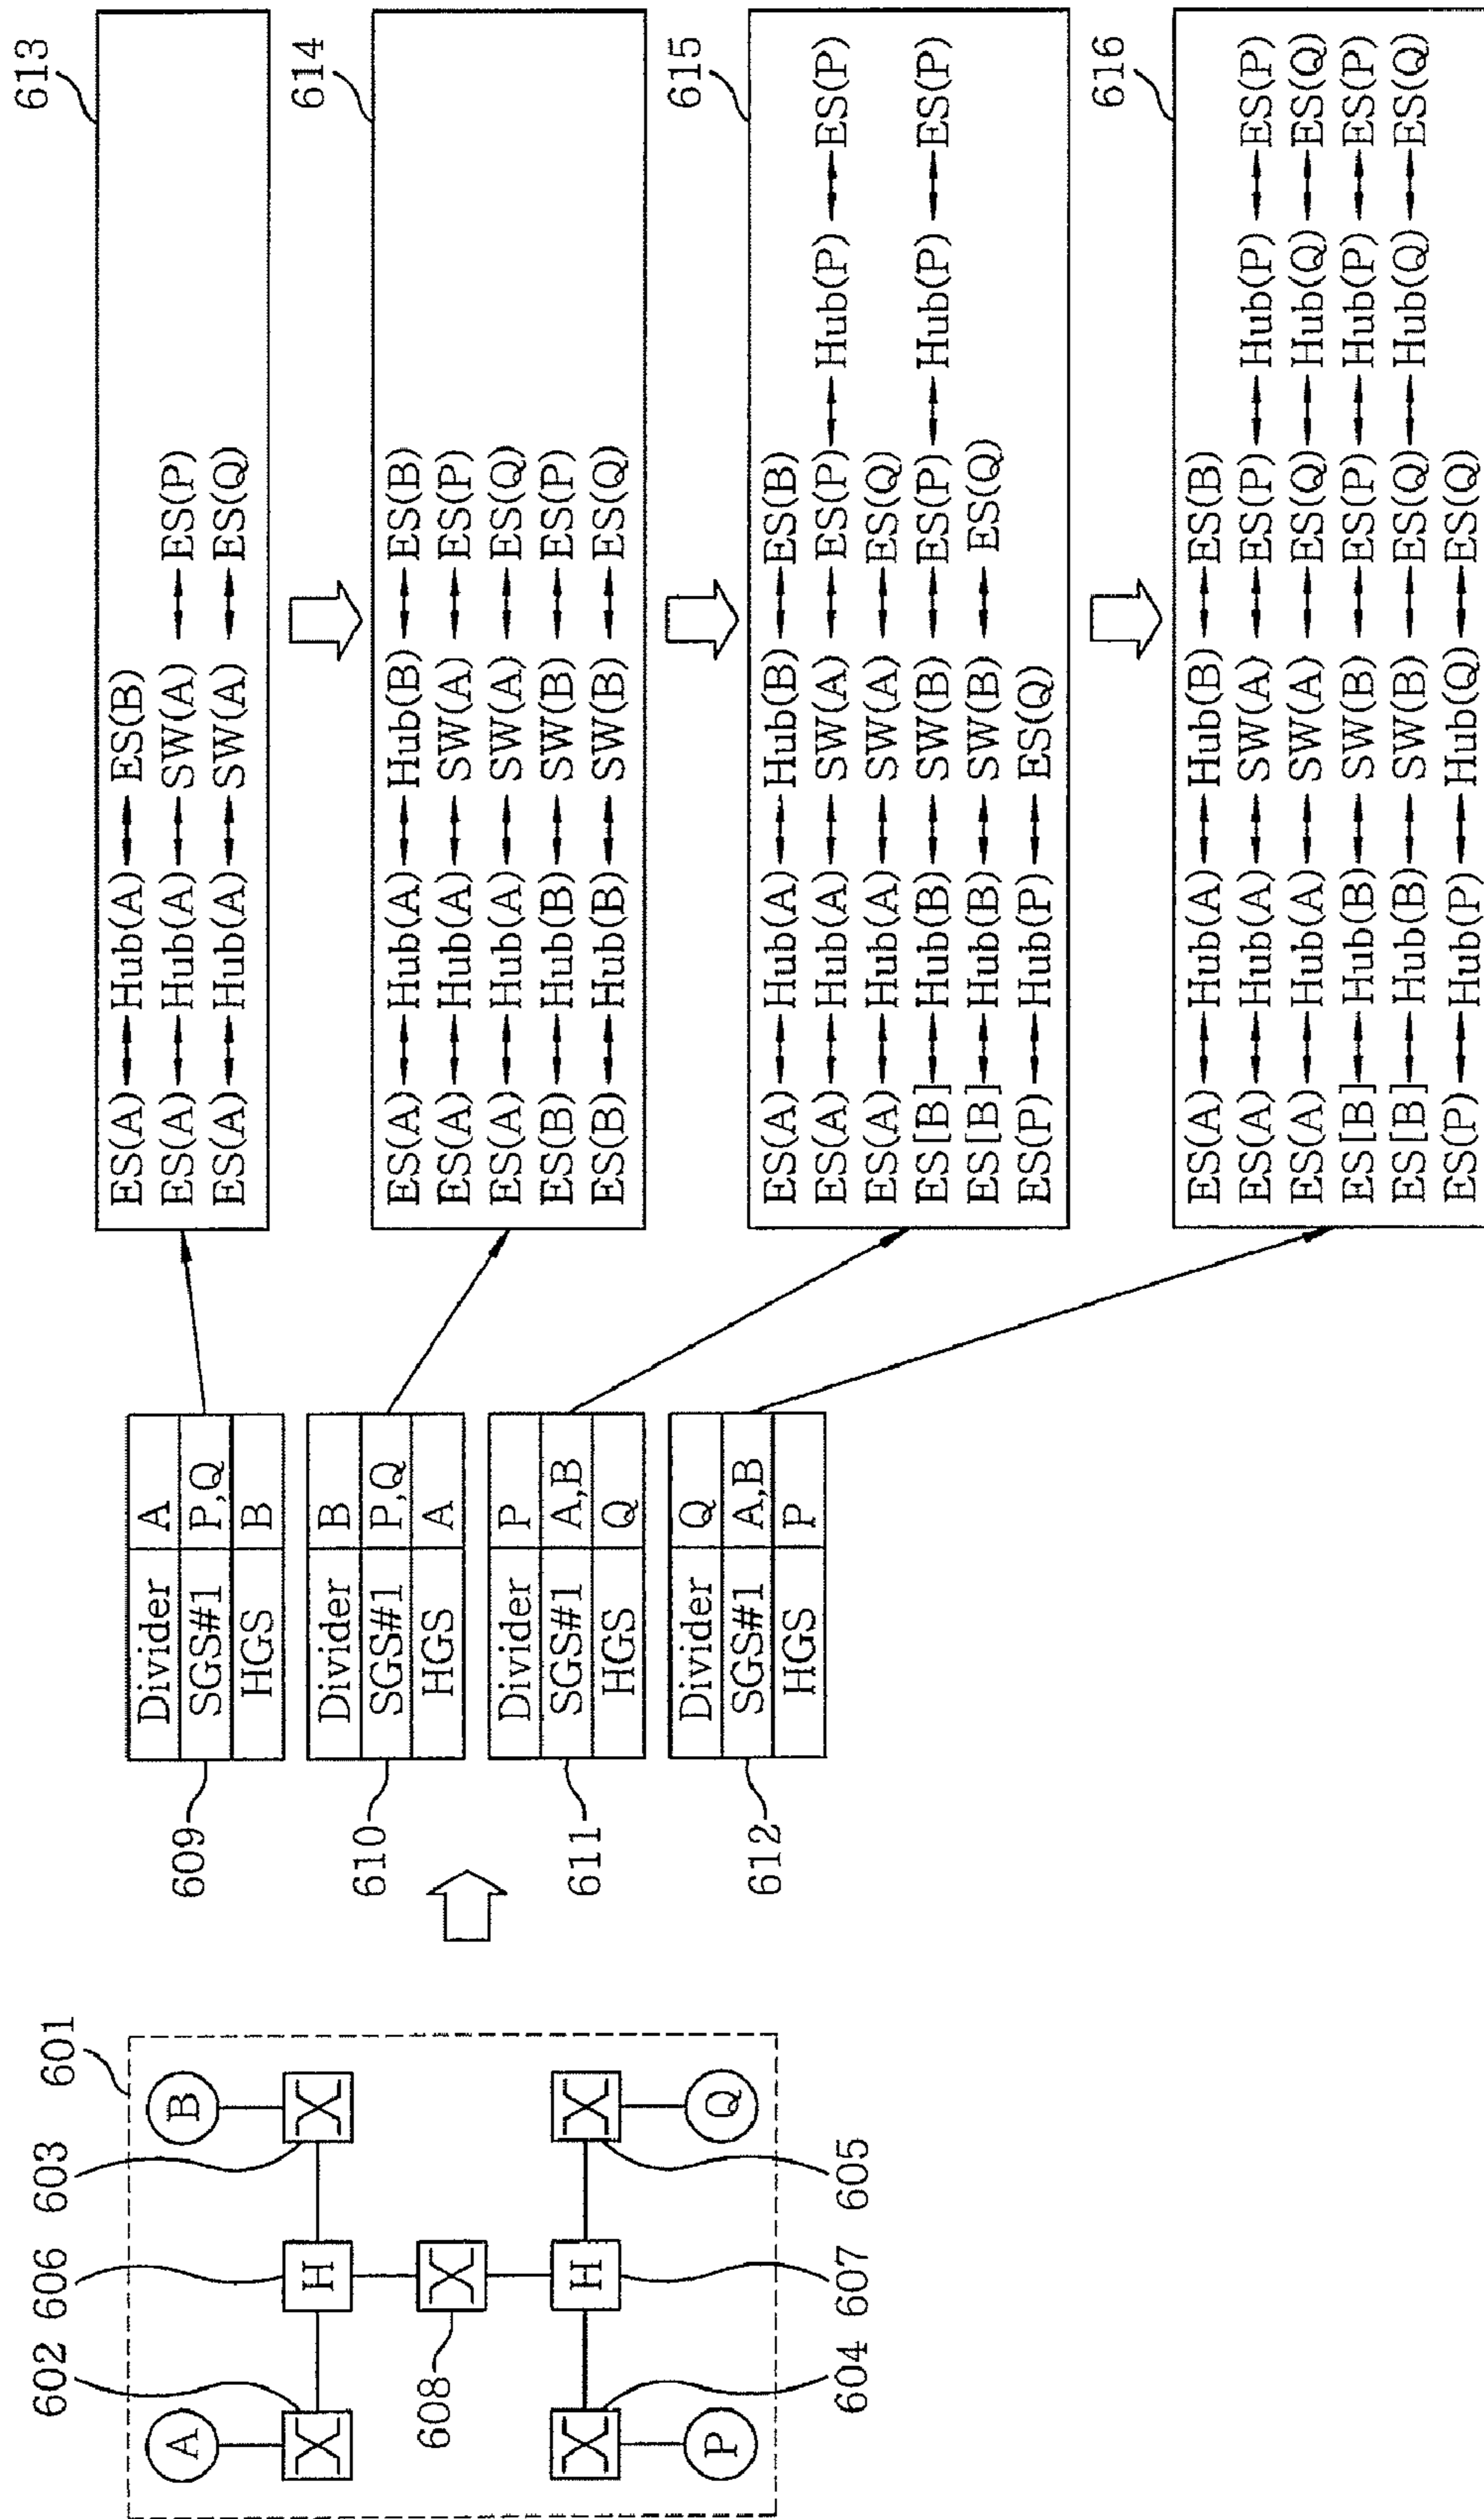 601
A
B
602
606
603
H
608
H
604
607
605
P
Q
609
Divider A
SGS#1 P,Q
HGS B
610
Divider B
SGS#1 P,Q
HGS A
611
Divider P
SGS#1 A,B
HGS Q
612
Divider Q
SGS#1 A,B
HGS P
613
ES(A)↔Hub(A)↔ES(B)
ES(A)↔Hub(A)↔SW(A)↔ES(P)
ES(A)↔Hub(A)↔SW(A)↔ES(Q)
614
ES(A)↔Hub(A)↔Hub(B)↔ES(B)
ES(A)↔Hub(A)↔SW(A)↔ES(P)
ES(A)↔Hub(A)↔SW(A)↔ES(Q)
ES(B)↔Hub(B)↔SW(B)↔ES(P)
ES(B)↔Hub(B)↔SW(B)↔ES(Q)
615
ES(A)↔Hub(A)↔Hub(B)↔ES(B)
ES(A)↔Hub(A)↔SW(A)↔ES(P)↔Hub(P)↔ES(P)
ES(A)↔Hub(A)↔SW(A)↔ES(Q)
ES[B]↔Hub(B)↔SW(B)↔ES(P)↔Hub(P)↔ES(P)
ES[B]↔Hub(B)↔SW(B)↔ES(Q)
ES(P)↔Hub(P)↔ES(Q)
616
ES(A)↔Hub(A)↔Hub(B)↔ES(B)
ES(A)↔Hub(A)↔SW(A)↔ES(P)↔Hub(P)↔ES(P)
ES(A)↔Hub(A)↔SW(A)↔ES(Q)↔Hub(Q)↔ES(Q)
ES[B]↔Hub(B)↔SW(B)↔ES(P)↔Hub(P)↔ES(P)
ES[B]↔Hub(B)↔SW(B)↔ES(Q)↔Hub(Q)↔ES(Q)
ES(P)↔Hub(P)↔Hub(Q)↔ES(Q)